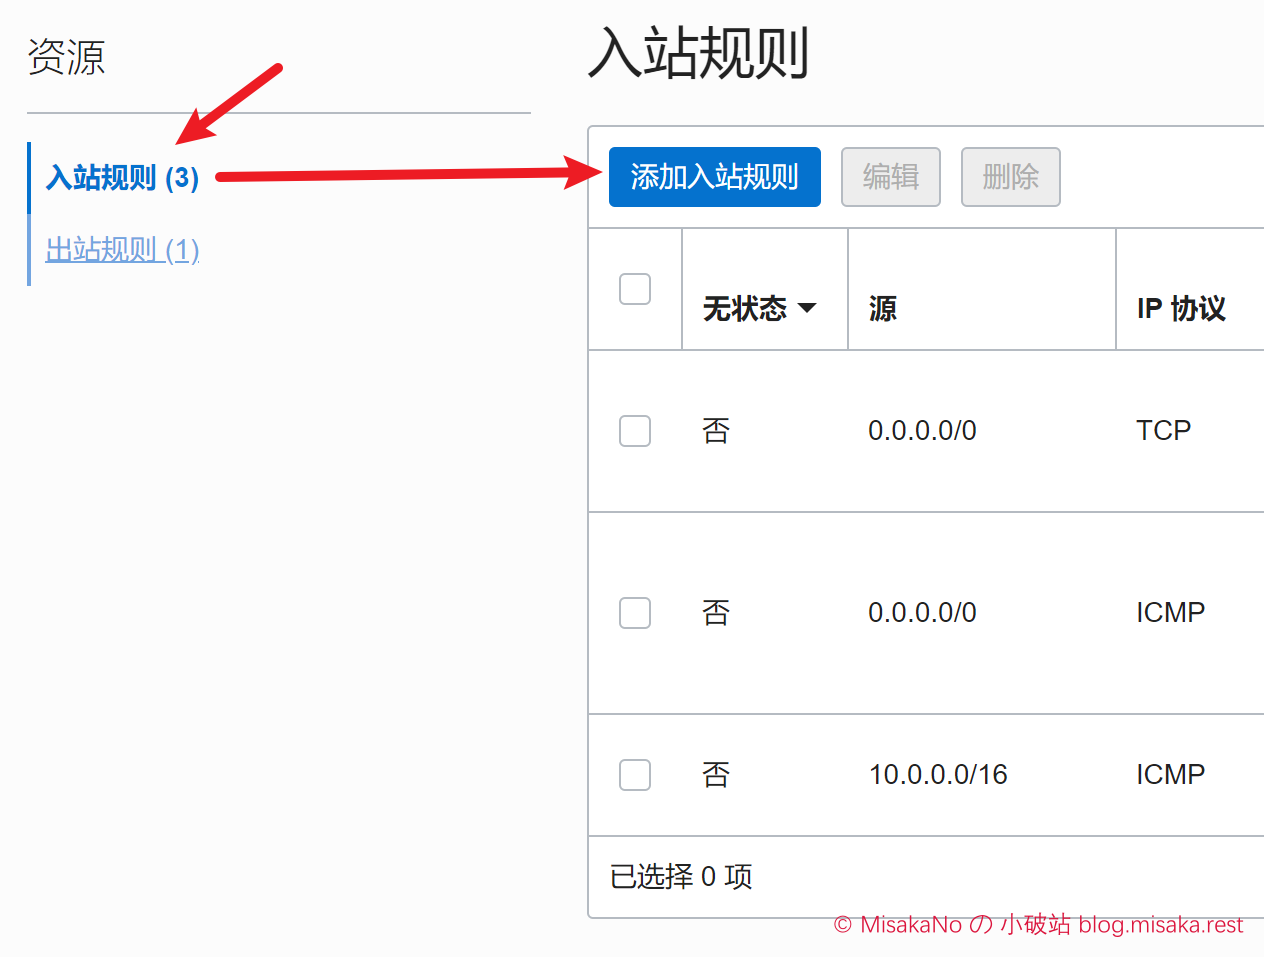 资源
入站规则 (3)
出站规则 (1)
入站规则
添加入站规则 编辑 删除
无状态 源 IP 协议
否 0.0.0.0/0 TCP
否 0.0.0.0/0 ICMP
否 10.0.0.0/16 ICMP
已选择 0 项
© MisakaNo の 小破站 blog.misaka.rest